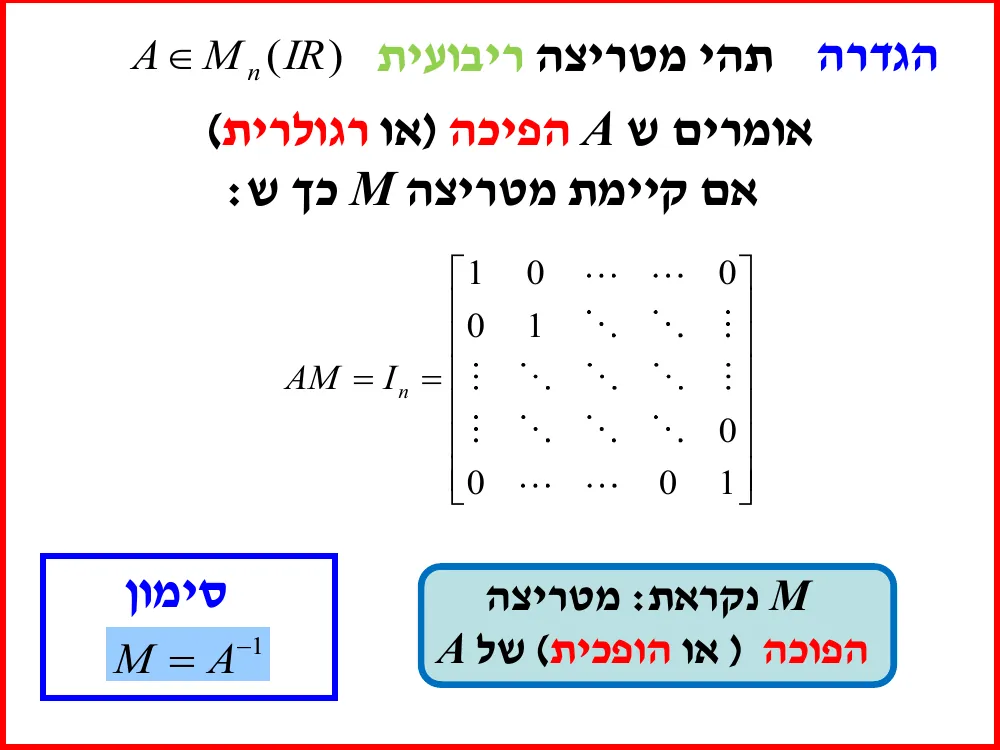 הגדרה תהי מטריצה ריבועית A ∈ M_n (IR)
אומרים ש A הפיכה (או רגולרית)
אם קיימת מטריצה M כך ש:
AM = I_n =
1 0 ⋯ ⋯ 0
0 1 ⋱ ⋱ ⋮
⋮ ⋱ ⋱ ⋱ ⋮
⋮ ⋱ ⋱ ⋱ 0
0 ⋯ ⋯ 0 1
M נקראת: מטריצה
הפוכה ( או הופכית) של A
סימון
M = A⁻¹